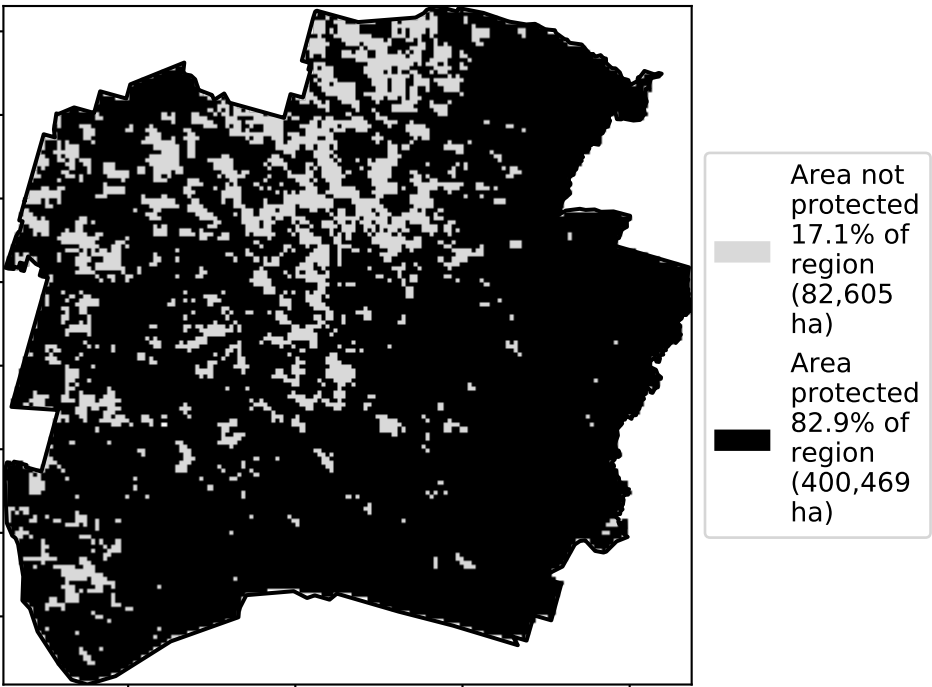 Area not
protected
17.1% of
region
(82,605
ha)
Area
protected
82.9% of
region
(400,469
ha)